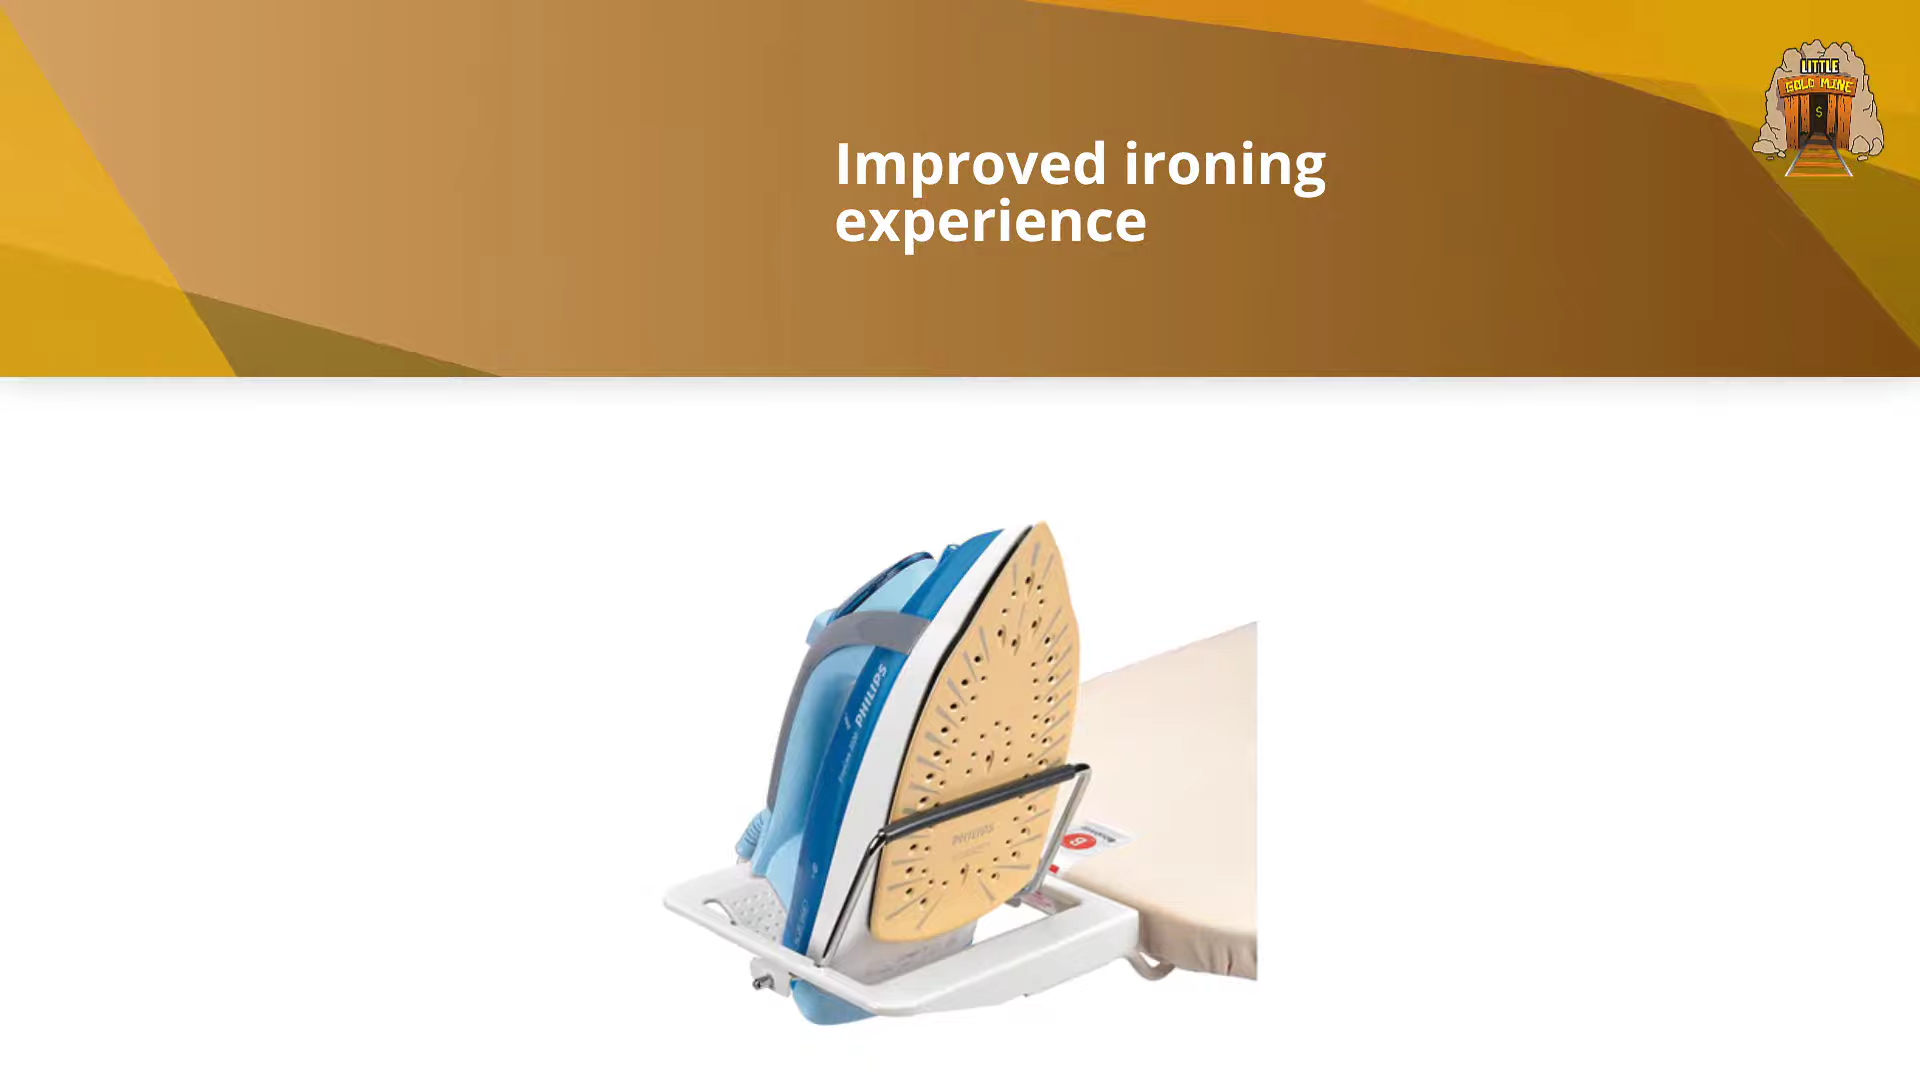 Improved ironing
experience
LITTLE
GOLD MINE
$
PHILIPS
PHILIPS